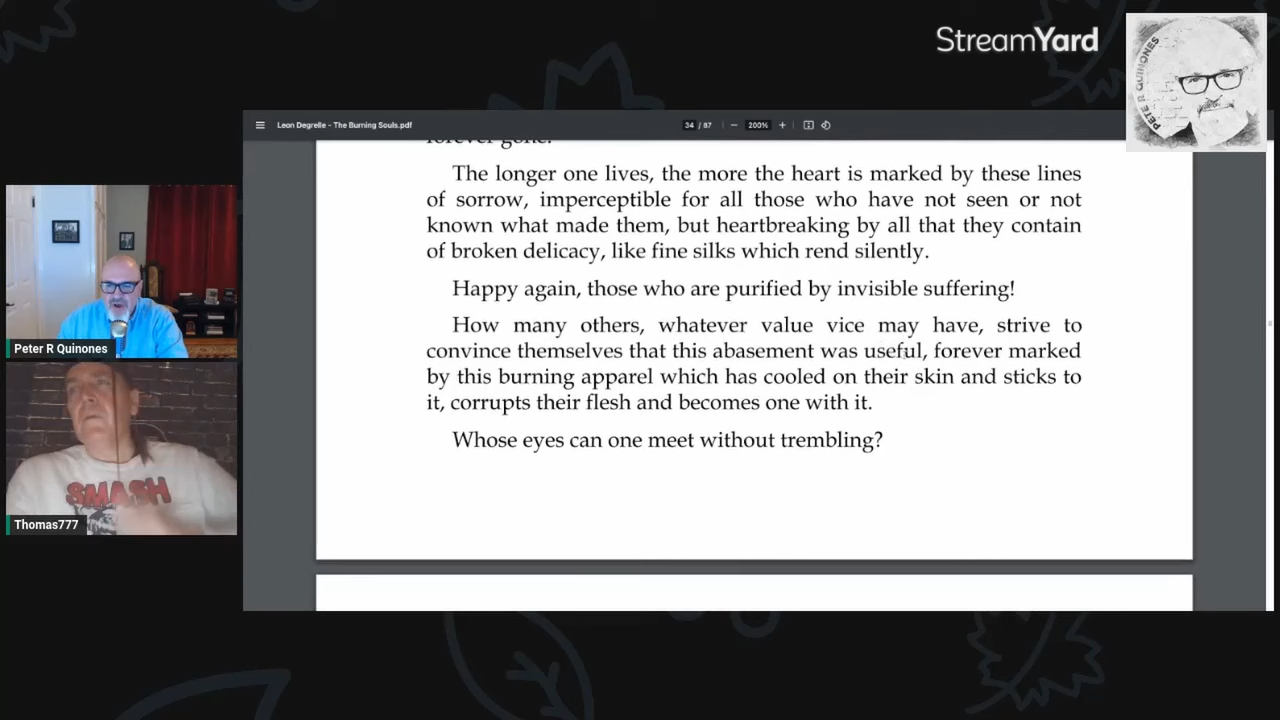 StreamYard
PETER R QUINONES
Leon Degrelle - The Burning Souls.pdf
34 / 87
200%
forever gone.
The longer one lives, the more the heart is marked by these lines
of sorrow, imperceptible for all those who have not seen or not
known what made them, but heartbreaking by all that they contain
of broken delicacy, like fine silks which rend silently.
Happy again, those who are purified by invisible suffering!
How many others, whatever value vice may have, strive to
convince themselves that this abasement was useful, forever marked
by this burning apparel which has cooled on their skin and sticks to
it, corrupts their flesh and becomes one with it.
Whose eyes can one meet without trembling?
Peter R Quinones
SMASH
Thomas777